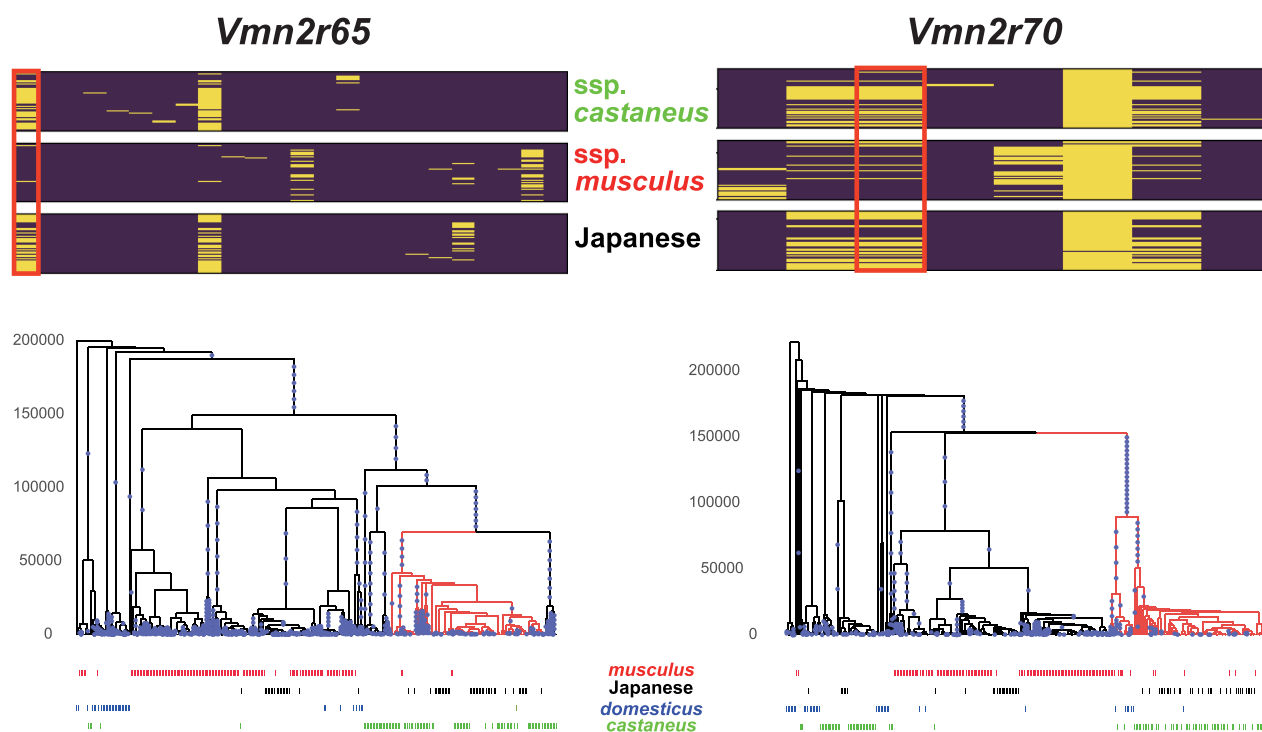 Vmn2r65
Vmn2r70
ssp.
castaneus
ssp.
musculus
Japanese
200000
150000
100000
50000
0
200000
150000
100000
50000
0
musculus
Japanese
domesticus
castaneus